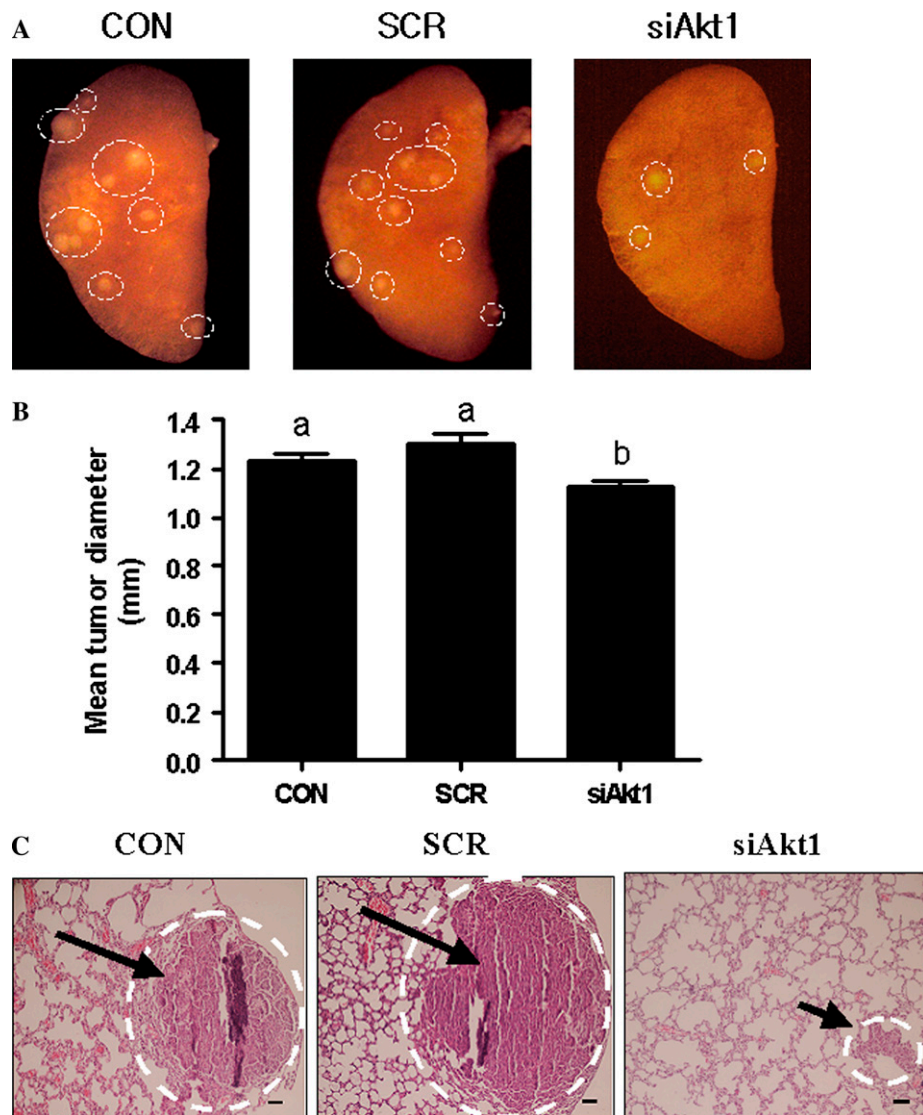 A CON SCR siAkt1
B
Mean tumor diameter
(mm)
1.4
1.2
1.0
0.8
0.6
0.4
0.2
0.0
a a b
CON SCR siAkt1
C CON SCR siAkt1